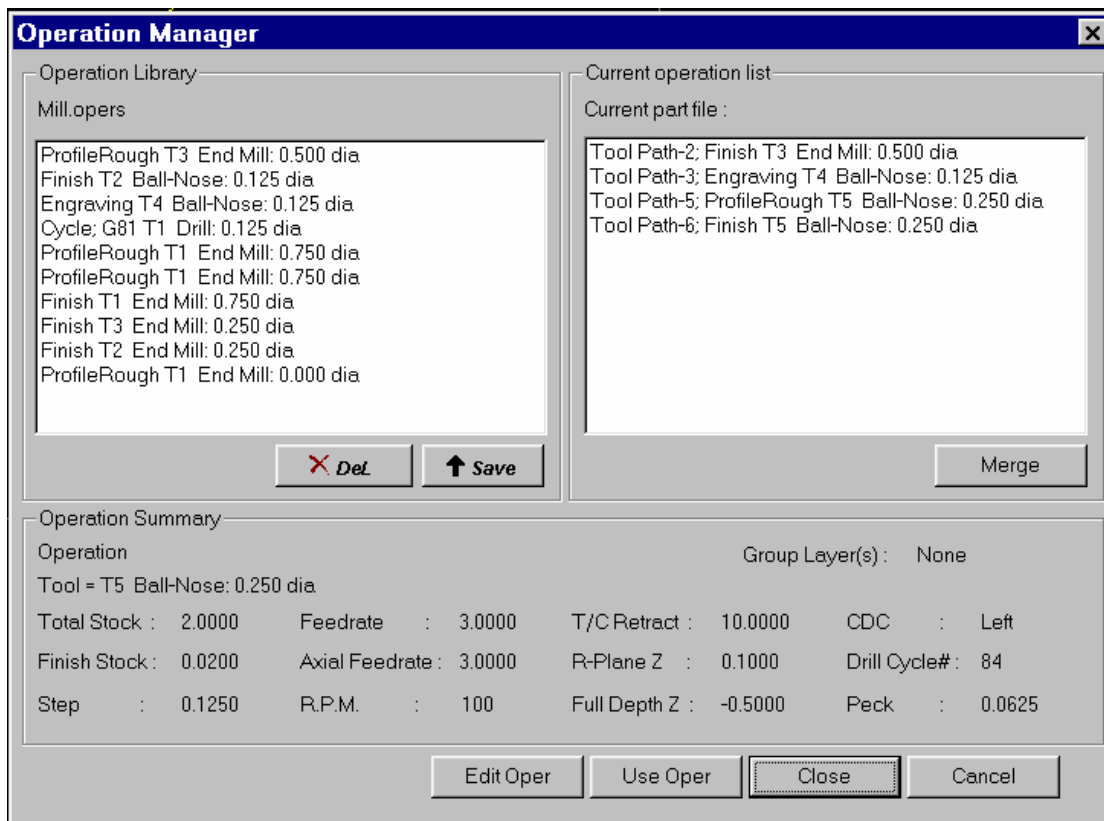 Operation Manager
Operation Library
Mill.opers
ProfileRough T3 End Mill: 0.500 dia
Finish T2 Ball-Nose: 0.125 dia
Engraving T4 Ball-Nose: 0.125 dia
Cycle; G81 T1 Drill: 0.125 dia
ProfileRough T1 End Mill: 0.750 dia
ProfileRough T1 End Mill: 0.750 dia
Finish T1 End Mill: 0.750 dia
Finish T3 End Mill: 0.250 dia
Finish T2 End Mill: 0.250 dia
ProfileRough T1 End Mill: 0.000 dia
DeL Save
Current operation list
Current part file :
Tool Path-2; Finish T3 End Mill: 0.500 dia
Tool Path-3; Engraving T4 Ball-Nose: 0.125 dia
Tool Path-5; ProfileRough T5 Ball-Nose: 0.250 dia
Tool Path-6; Finish T5 Ball-Nose: 0.250 dia
Merge
Operation Summary
Operation Group Layer(s) : None
Tool = T5 Ball-Nose: 0.250 dia
Total Stock : 2.0000 Feedrate : 3.0000 T/C Retract : 10.0000 CDC : Left
Finish Stock : 0.0200 Axial Feedrate : 3.0000 R-Plane Z : 0.1000 Drill Cycle# : 84
Step : 0.1250 R.P.M. : 100 Full Depth Z : -0.5000 Peck : 0.0625
Edit Oper Use Oper Close Cancel